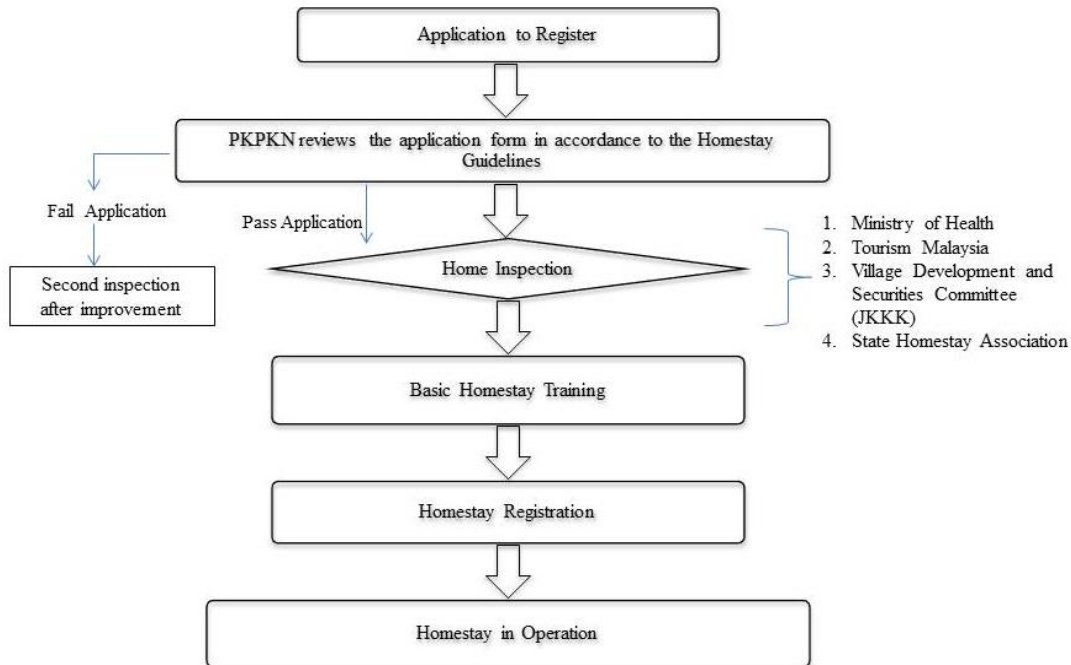 Application to Register
PKPKN reviews the application form in accordance to the Homestay
Guidelines
Fail Application
Pass Application
Second inspection
after improvement
Home Inspection
1. Ministry of Health
2. Tourism Malaysia
3. Village Development and
Securities Committee
(JKKK)
4. State Homestay Association
Basic Homestay Training
Homestay Registration
Homestay in Operation